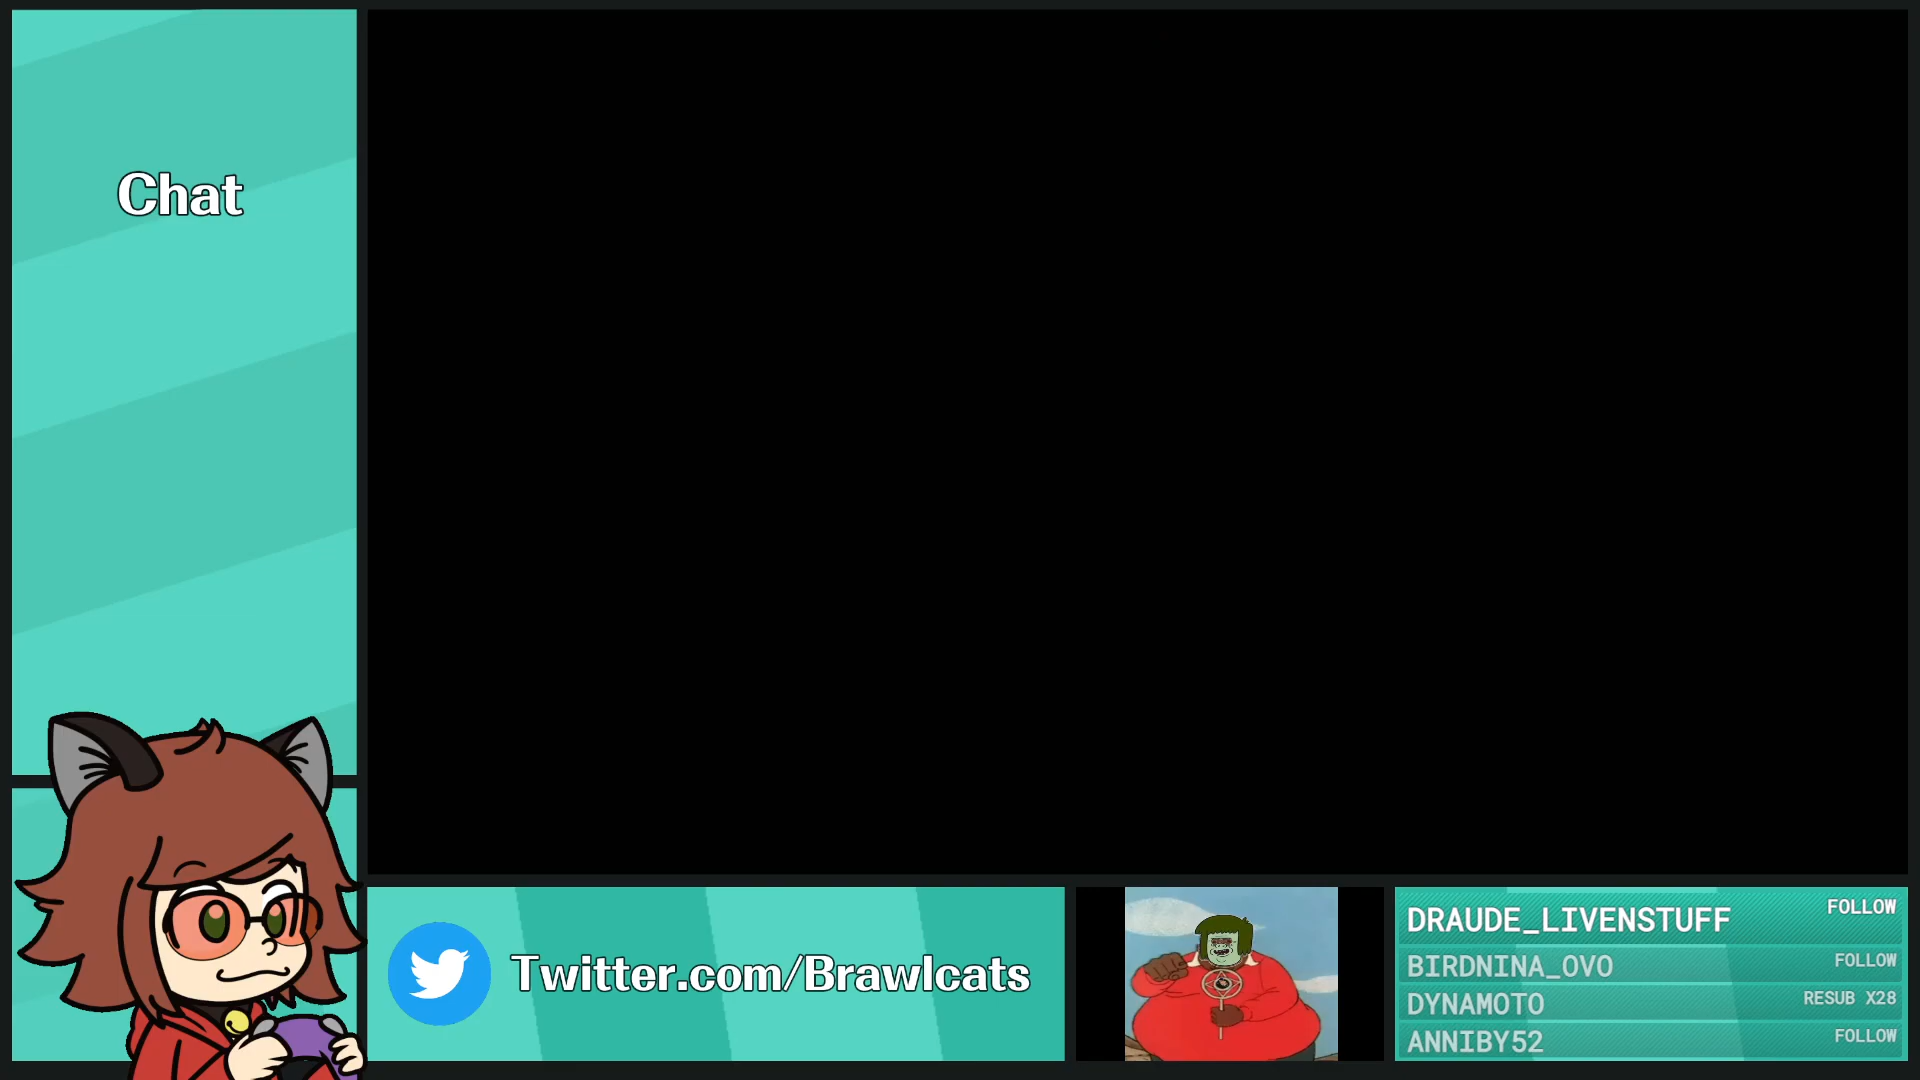 Chat
Twitter.com/Brawlcats
DRAUDE_LIVENSTUFF FOLLOW
BIRDNINA_OVO FOLLOW
DYNAMOTO RESUB X28
ANNIBY52 FOLLOW